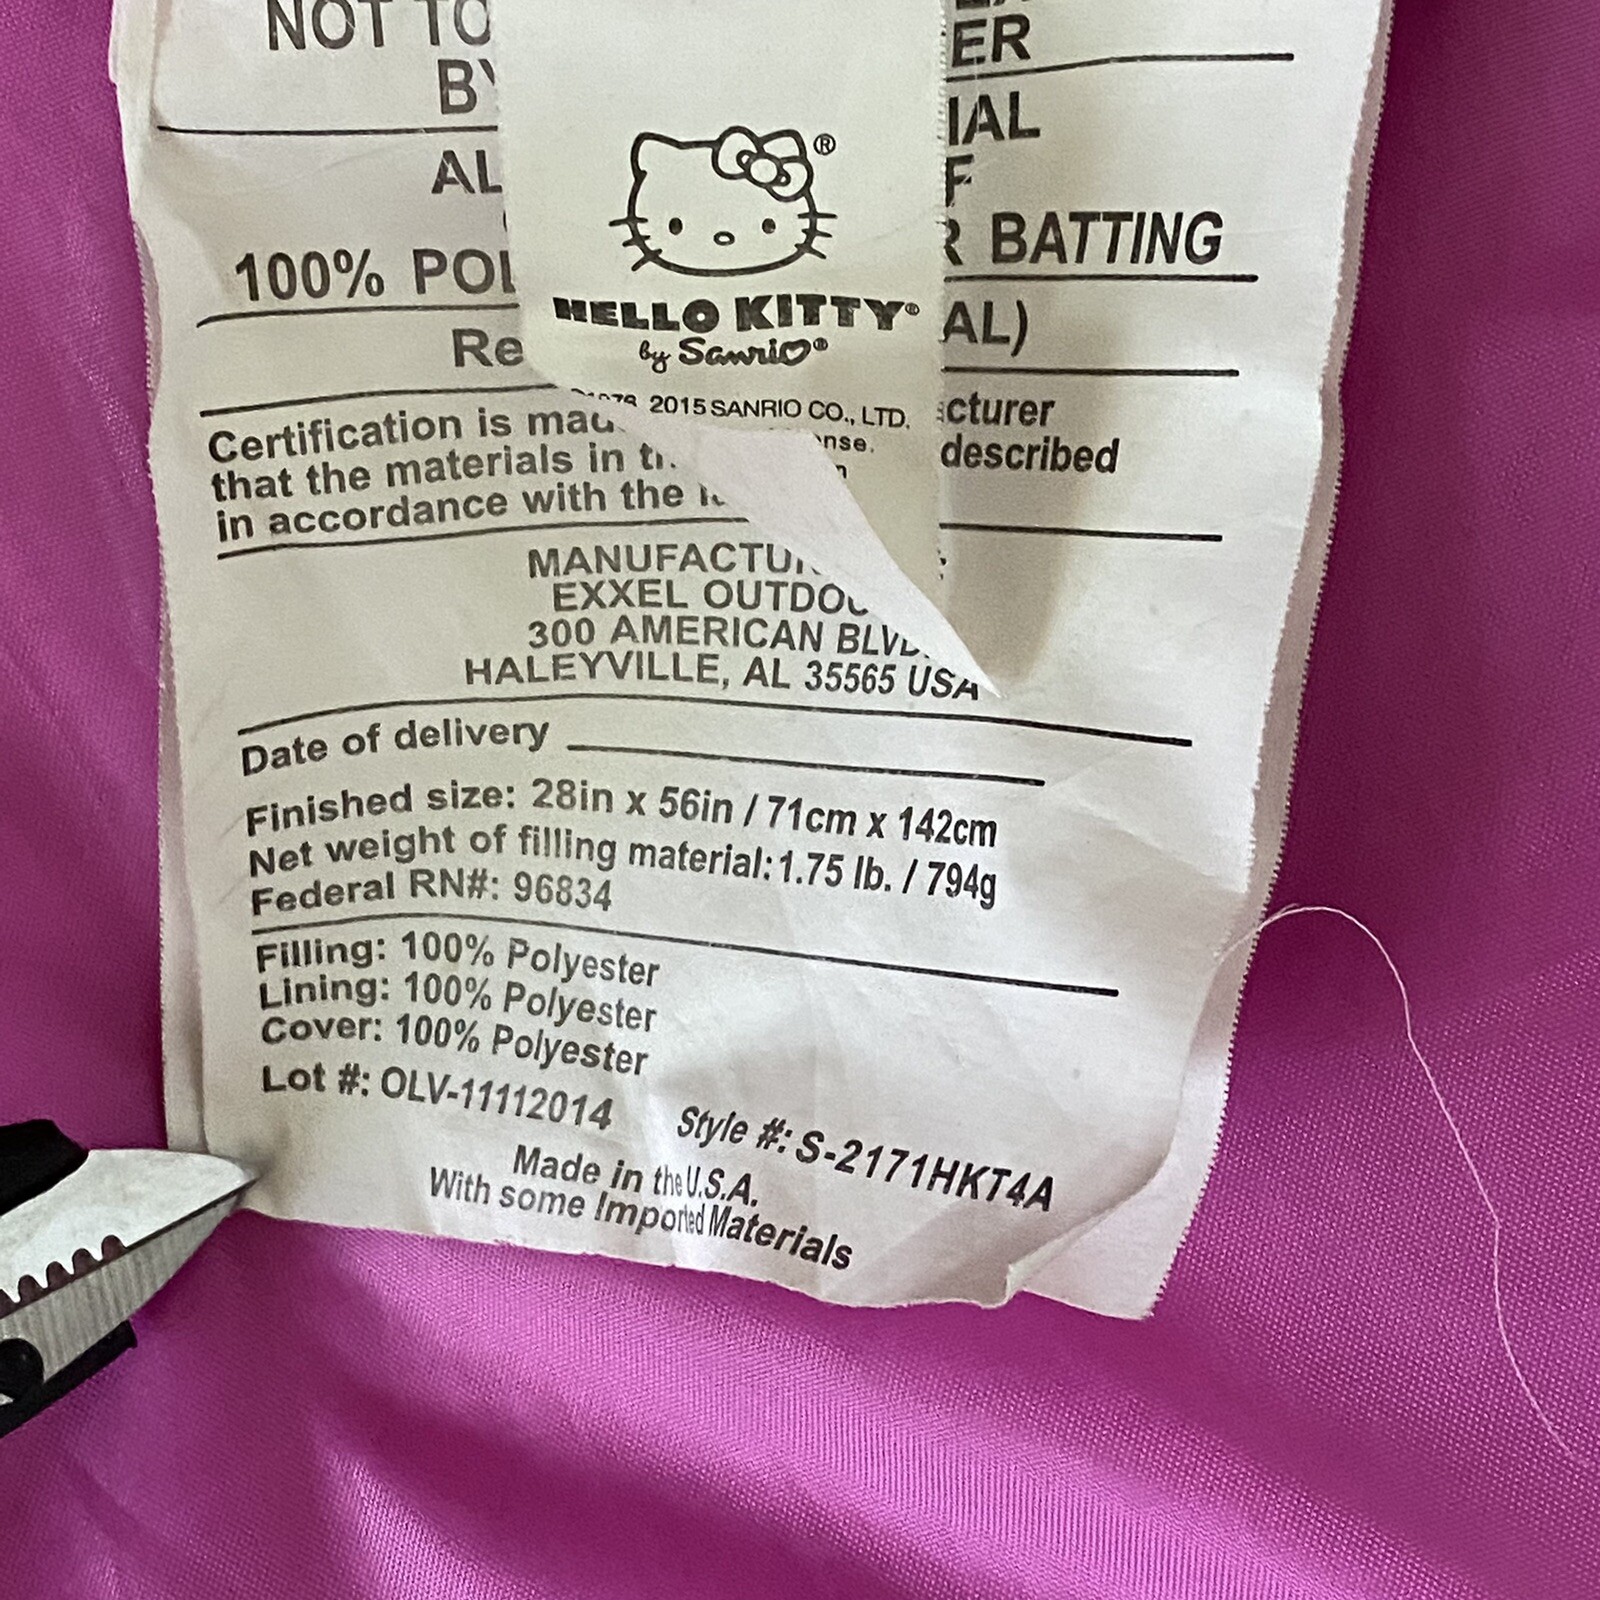 NOT TO
BY
ER
IAL
AL
F
100% POL
R BATTING
Re
AL)
®
HELLO KITTY®
by Sanrio®
2015 SANRIO CO., LTD.
Certification is mad
cturer
that the materials in
described
in accordance with the
MANUFACTU
EXXEL OUTDO
300 AMERICAN BLVD
HALEYVILLE, AL 35565 USA
Date of delivery
Finished size: 28in x 56in / 71cm x 142cm
Net weight of filling material: 1.75 lb. / 794g
Federal RN#: 96834
Filling: 100% Polyester
Lining: 100% Polyester
Cover: 100% Polyester
Lot #: OLV-11112014 Style #: S-2171HKT4A
Made in the U.S.A.
With some Imported Materials